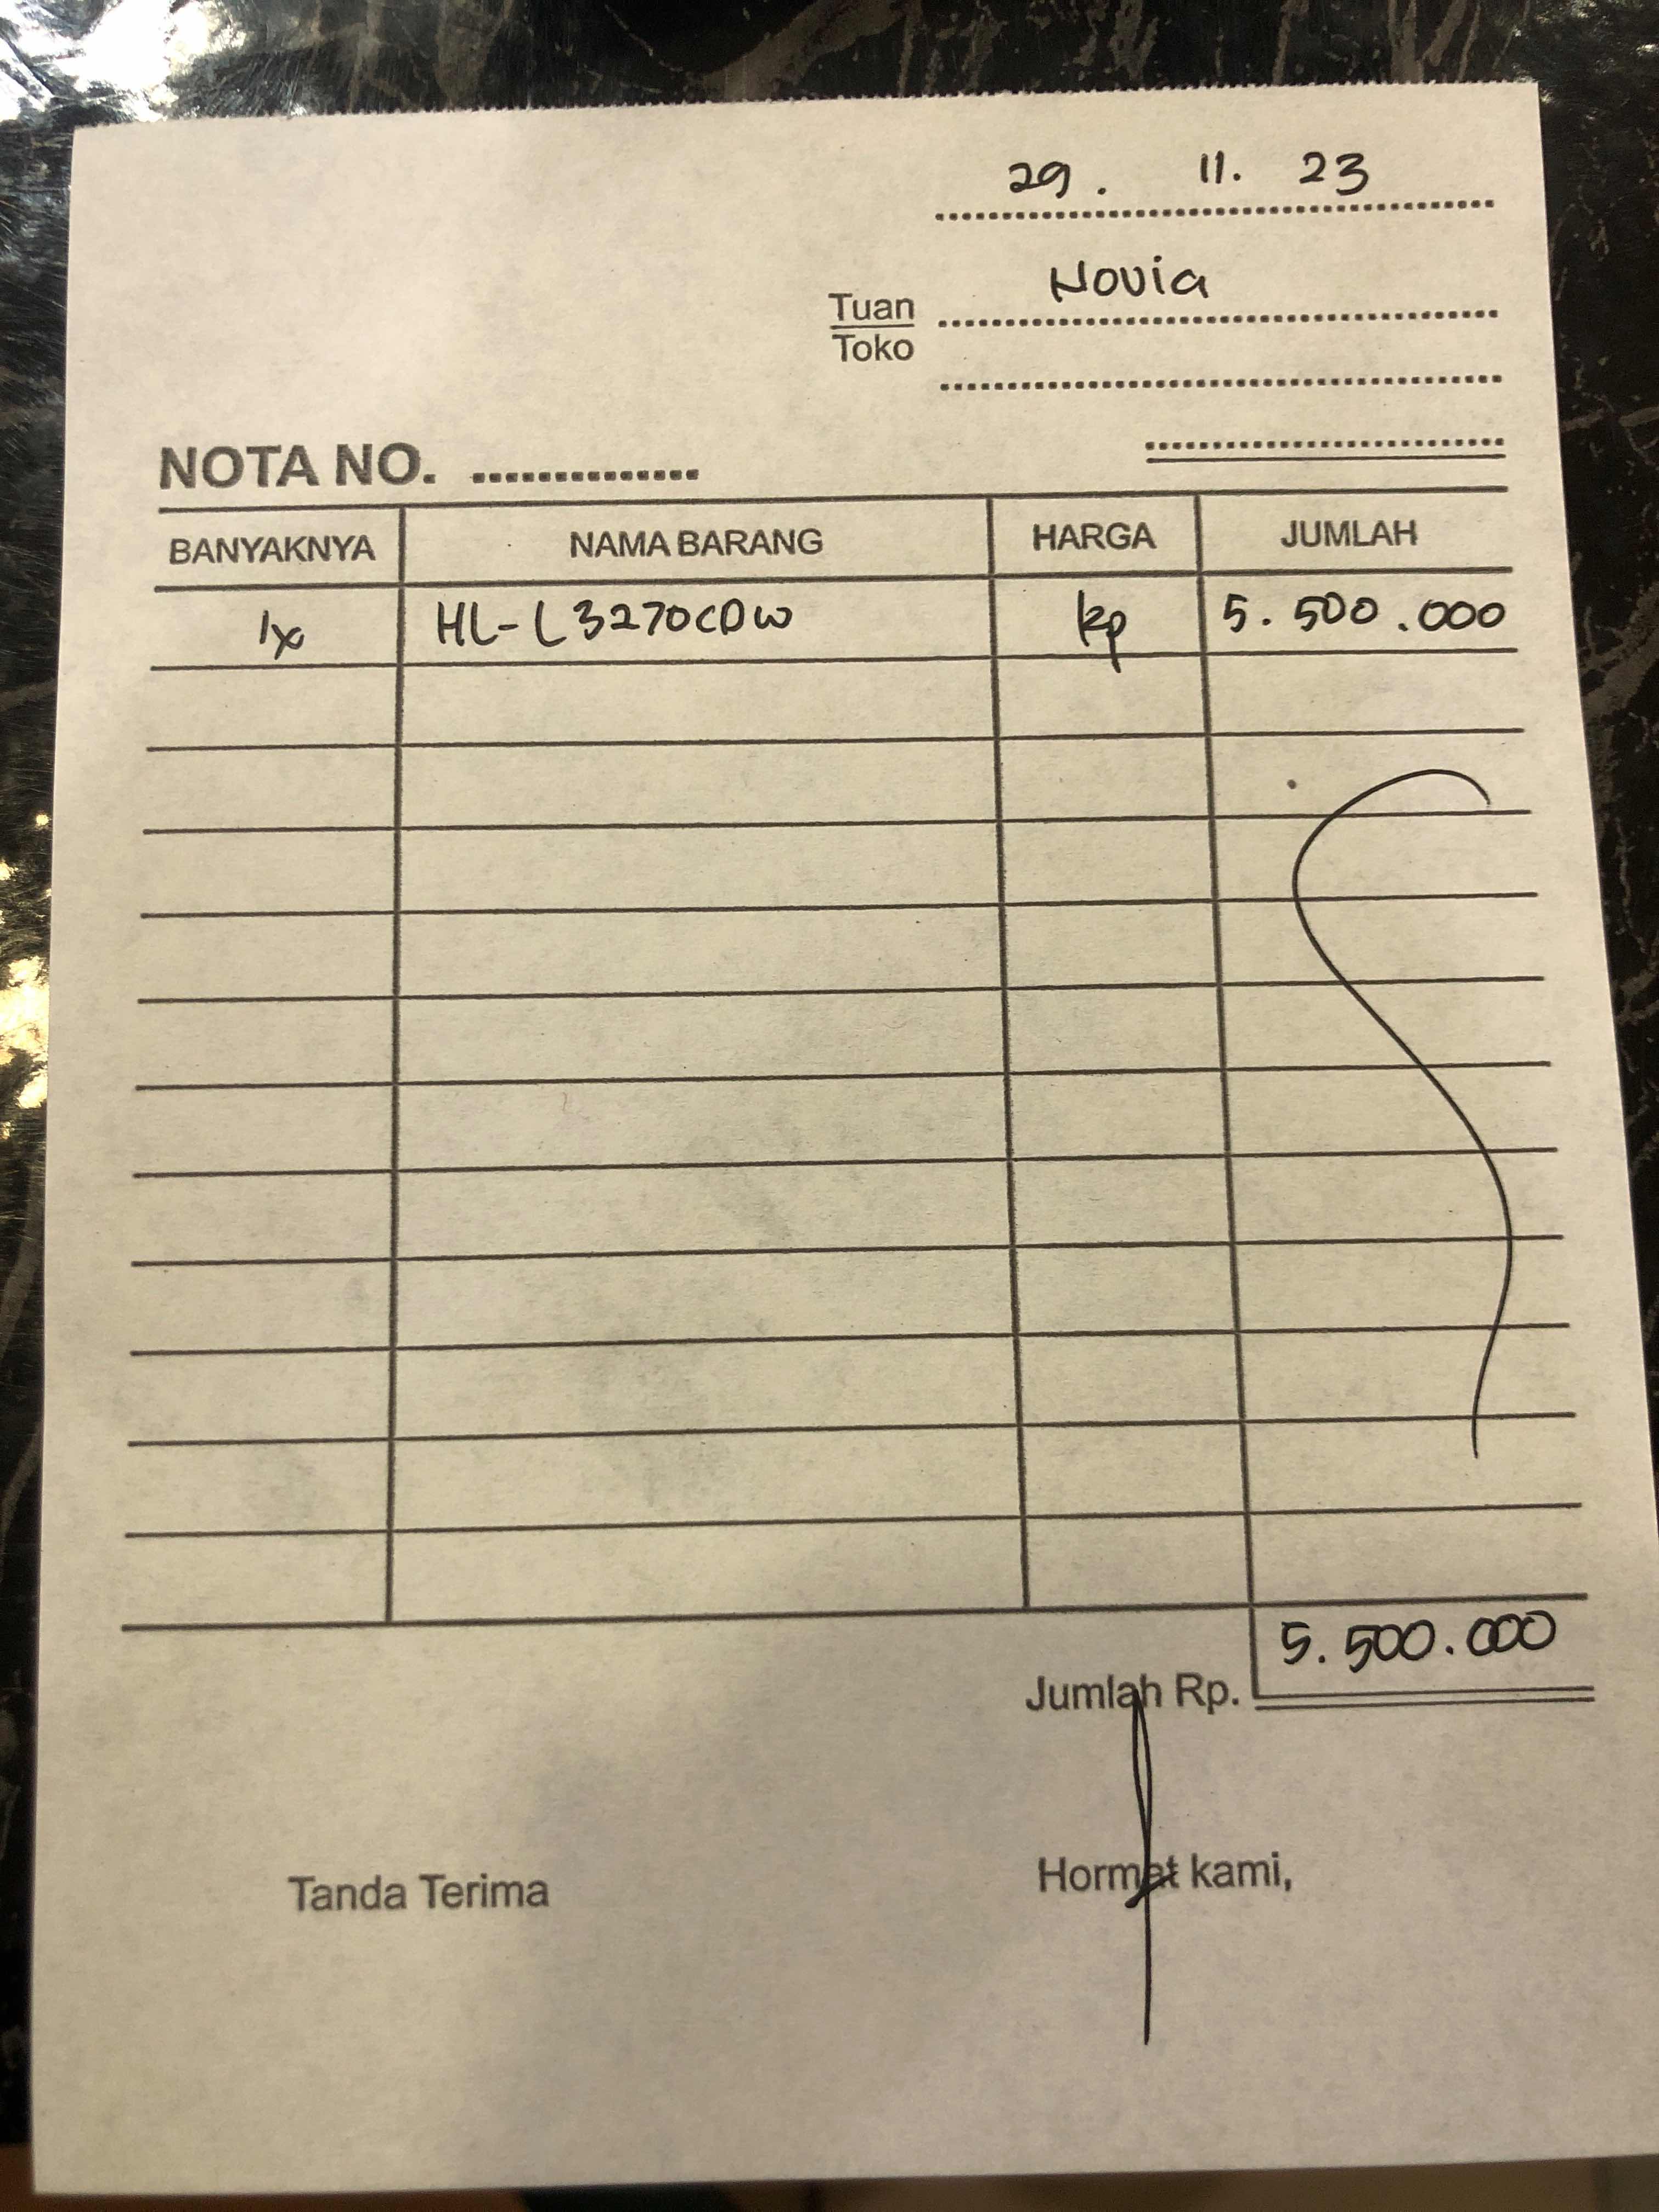 29. 11. 23
Novia
Tuan
Toko
NOTA NO. ..............
BANYAKNYA NAMA BARANG HARGA JUMLAH
1x HL-L3270CDW kp 5.500.000
Jumlah Rp. 5.500.000
Tanda Terima Hormat kami,